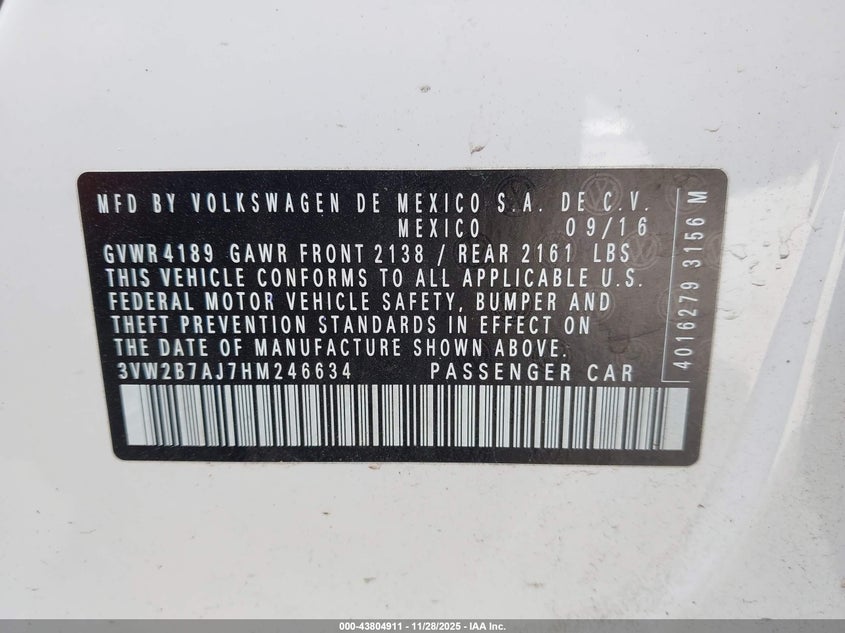 MFD BY VOLKSWAGEN DE MEXICO S.A. DE C.V.
MEXICO 09/16
GVWR 4189 GAWR FRONT 2138 / REAR 2161 LBS
THIS VEHICLE CONFORMS TO ALL APPLICABLE U.S.
FEDERAL MOTOR VEHICLE SAFETY, BUMPER AND
THEFT PREVENTION STANDARDS IN EFFECT ON
THE DATE OF MANUFACTURE SHOWN ABOVE.
3VW2B7AJ7HM246634 PASSENGER CAR
4016279 3156 M
000-43804911 - 11/28/2025 - IAA Inc.